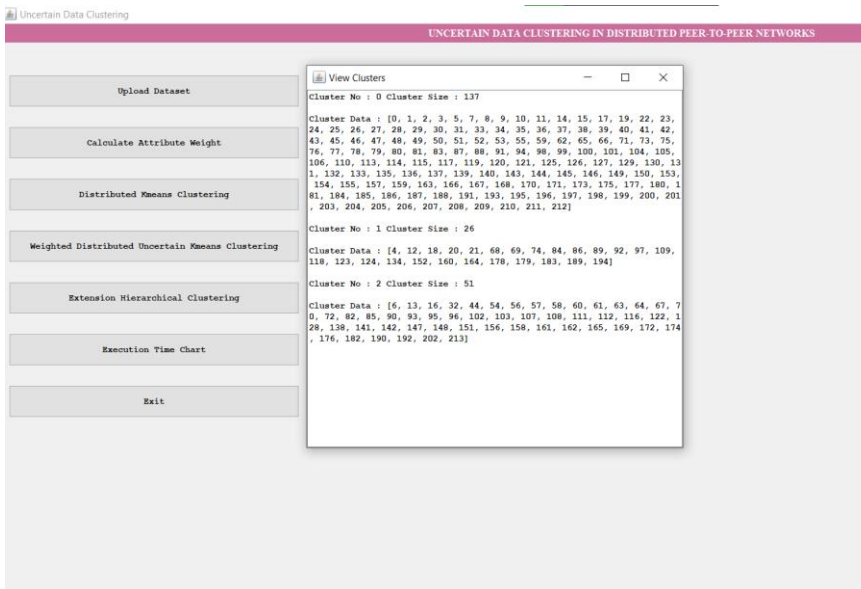 Uncertain Data Clustering
UNCERTAIN DATA CLUSTERING IN DISTRIBUTED PEER-TO-PEER NETWORKS
Upload Dataset
Calculate Attribute Weight
Distributed Kmeans Clustering
Weighted Distributed Uncertain Kmeans Clustering
Extension Hierarchical Clustering
Execution Time Chart
Exit
View Clusters
Cluster No : 0 Cluster Size : 137
Cluster Data : [0, 1, 2, 3, 5, 7, 8, 9, 10, 11, 14, 15, 17, 19, 22, 23,
24, 25, 26, 27, 28, 29, 30, 31, 33, 34, 35, 36, 37, 38, 39, 40, 41, 42,
43, 45, 46, 47, 48, 49, 50, 51, 52, 53, 55, 59, 62, 65, 66, 71, 73, 75,
76, 77, 78, 79, 80, 81, 83, 87, 88, 91, 94, 98, 99, 100, 101, 104, 105,
106, 110, 113, 114, 115, 117, 119, 120, 121, 125, 126, 127, 129, 130, 13
1, 132, 133, 135, 136, 137, 139, 140, 143, 144, 145, 146, 149, 150, 153,
154, 155, 157, 159, 163, 166, 167, 168, 170, 171, 173, 175, 177, 180, 1
81, 184, 185, 186, 187, 188, 191, 193, 195, 196, 197, 198, 199, 200, 201
, 203, 204, 205, 206, 207, 208, 209, 210, 211, 212]
Cluster No : 1 Cluster Size : 26
Cluster Data : [4, 12, 18, 20, 21, 68, 69, 74, 84, 86, 89, 92, 97, 109,
118, 123, 124, 134, 152, 160, 164, 178, 179, 183, 189, 194]
Cluster No : 2 Cluster Size : 51
Cluster Data : [6, 13, 16, 32, 44, 54, 56, 57, 58, 60, 61, 63, 64, 67, 7
0, 72, 82, 85, 90, 93, 95, 96, 102, 103, 107, 108, 111, 112, 116, 122, 1
28, 138, 141, 142, 147, 148, 151, 156, 158, 161, 162, 165, 169, 172, 174
, 176, 182, 190, 192, 202, 213]